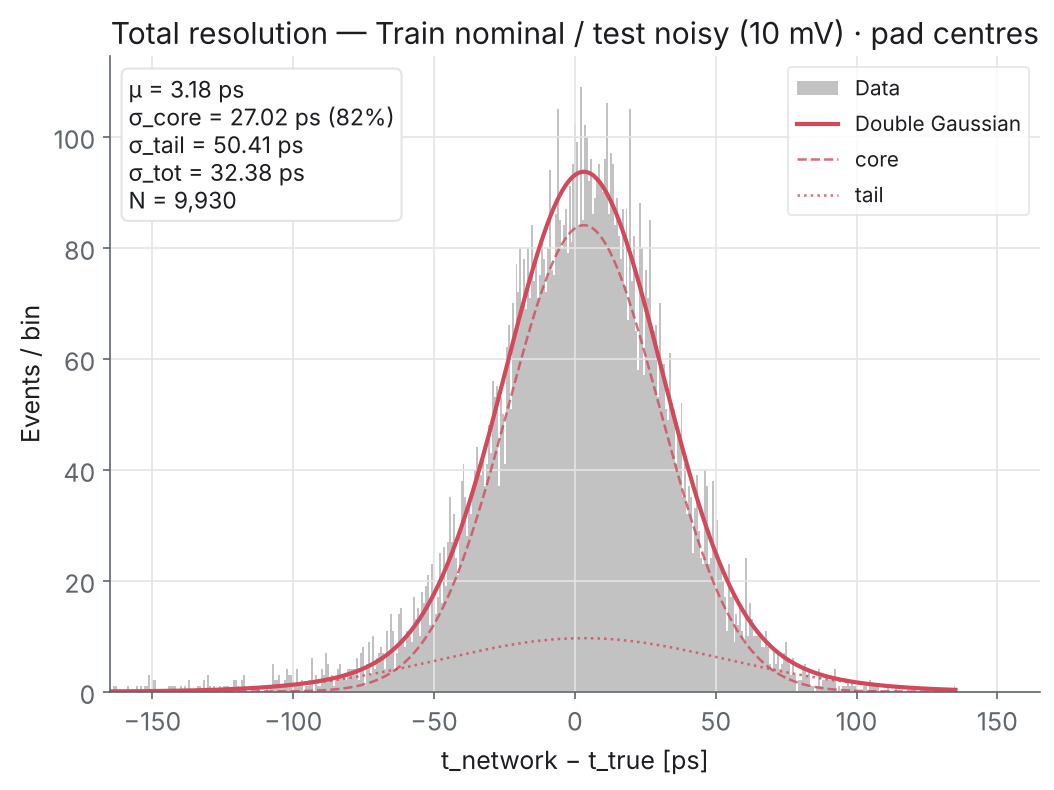 Total resolution — Train nominal / test noisy (10 mV) · pad centres
μ = 3.18 ps
σ_core = 27.02 ps (82%)
σ_tail = 50.41 ps
σ_tot = 32.38 ps
N = 9,930
Data
Double Gaussian
core
tail
Events / bin
100
80
60
40
20
0
−150
−100
−50
0
50
100
150
t_network − t_true [ps]